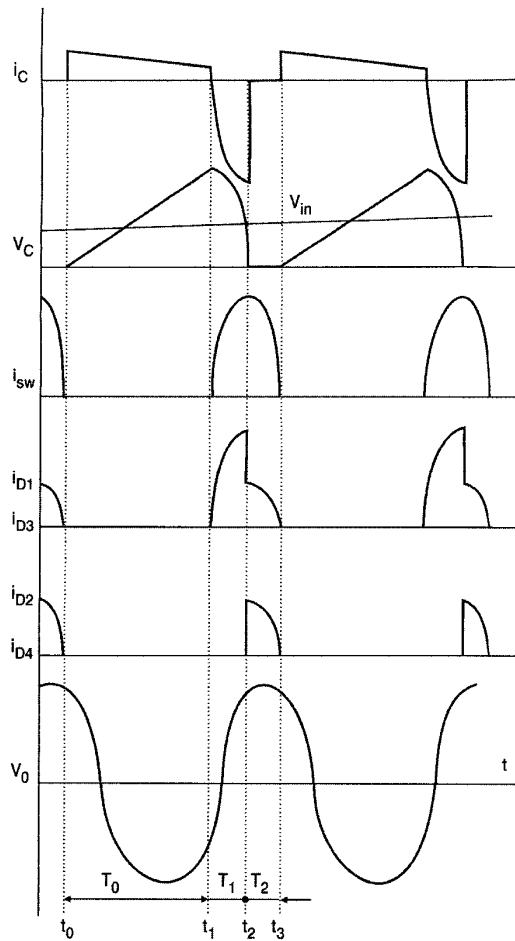 i_C
V_in
V_C
i_sw
i_D1
i_D3
i_D2
i_D4
V_0
t
T_0 T_1 T_2
t_0 t_1 t_2 t_3